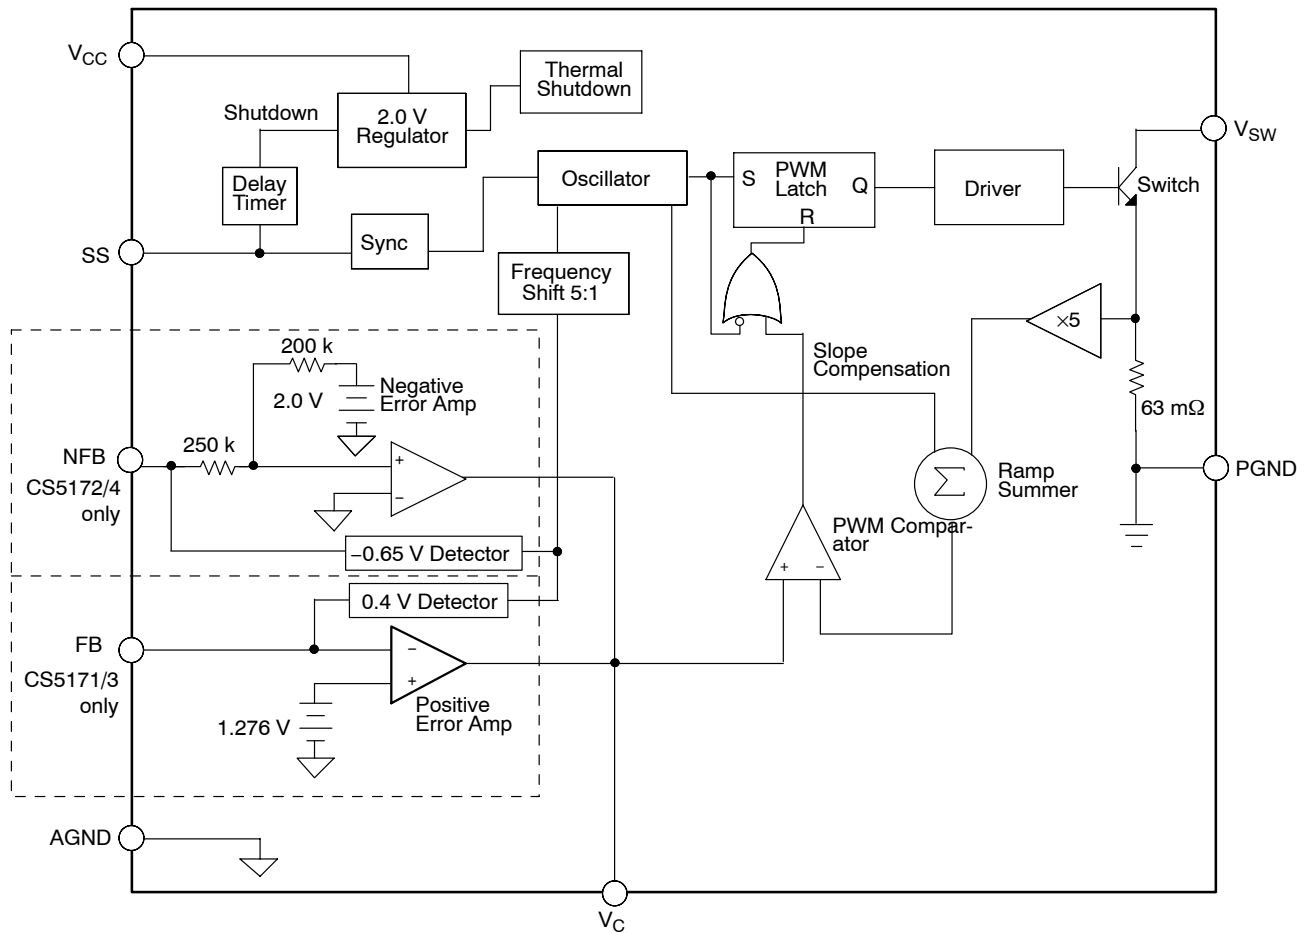 VCC
Thermal
Shutdown
Shutdown
2.0 V
Regulator
VSW
Delay
Timer
Oscillator
S
PWM
Latch
Q
R
Driver
Switch
SS
Sync
Frequency
Shift 5:1
×5
200 k
Slope
Compensation
2.0 V
Negative
Error Amp
63 mΩ
250 k
NFB
CS5172/4
only
+
−
Σ
Ramp
Summer
PGND
PWM Compar-
ator
−0.65 V Detector
+
−
0.4 V Detector
FB
CS5171/3
only
−
+
Positive
Error Amp
1.276 V
AGND
VC